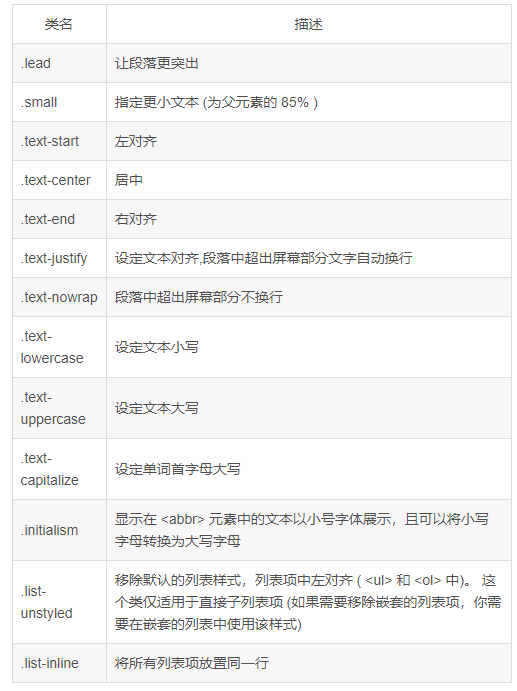 类名 描述
.lead 让段落更突出
.small 指定更小文本 (为父元素的 85% )
.text-start 左对齐
.text-center 居中
.text-end 右对齐
.text-justify 设定文本对齐,段落中超出屏幕部分文字自动换行
.text-nowrap 段落中超出屏幕部分不换行
.text-
lowercase
设定文本小写
.text-
uppercase
设定文本大写
.text-
capitalize
设定单词首字母大写
.initialism
显示在 <abbr> 元素中的文本以小号字体展示，且可以将小写
字母转换为大写字母
.list-
unstyled
移除默认的列表样式，列表项中左对齐 ( <ul> 和 <ol> 中)。 这
个类仅适用于直接子列表项 (如果需要移除嵌套的列表项，你需
要在嵌套的列表中使用该样式)
.list-inline 将所有列表项放置同一行